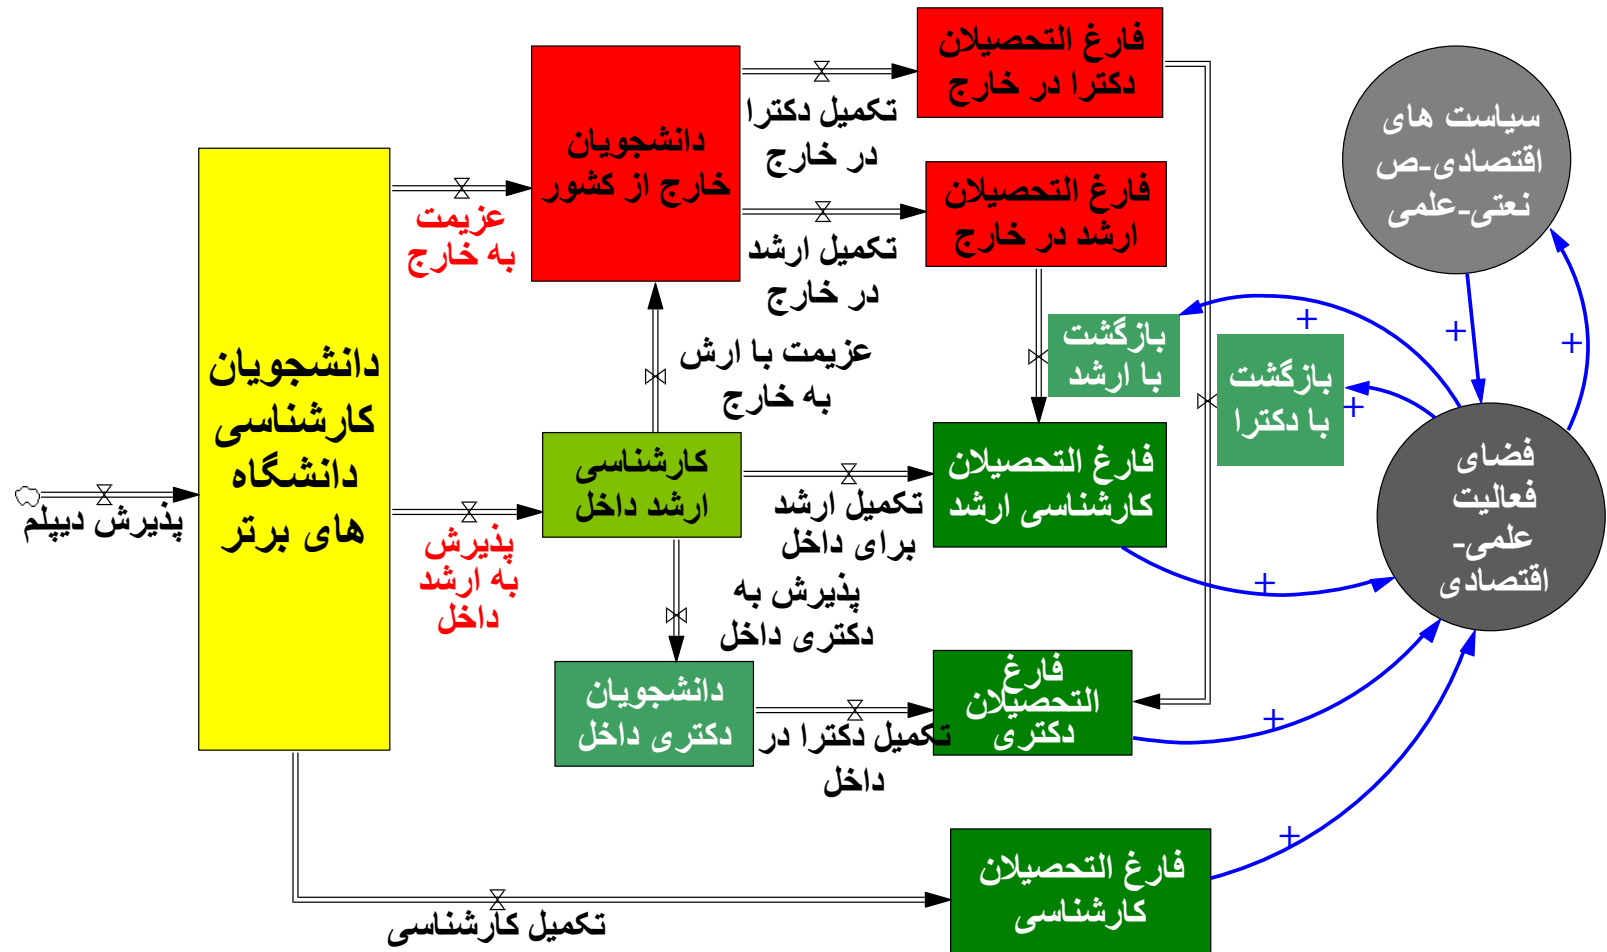 فارغ التحصیلان
دکترا در خارج
تکمیل دکترا
در خارج
دانشجویان
خارج از کشور
فارغ التحصیلان
ارشد در خارج
تکمیل ارشد
در خارج
سیاست های
اقتصادی-ص
نعتی-علمی
عزیمت
به خارج
عزیمت با ارش
به خارج
بازگشت
با ارشد
بازگشت
با دکترا
+
+
+
+
دانشجویان
کارشناسی
دانشگاه
های برتر
پذیرش دیپلم
کارشناسی
ارشد داخل
پذیرش
به ارشد
داخل
تکمیل ارشد
برای داخل
فارغ التحصیلان
کارشناسی ارشد
فضای
فعالیت
علمی-
اقتصادی
+
پذیرش به
دکتری داخل
دانشجویان
دکتری داخل
تکمیل دکترا در
داخل
فارغ
التحصیلان
دکتری
+
+
فارغ التحصیلان
کارشناسی
تکمیل کارشناسی